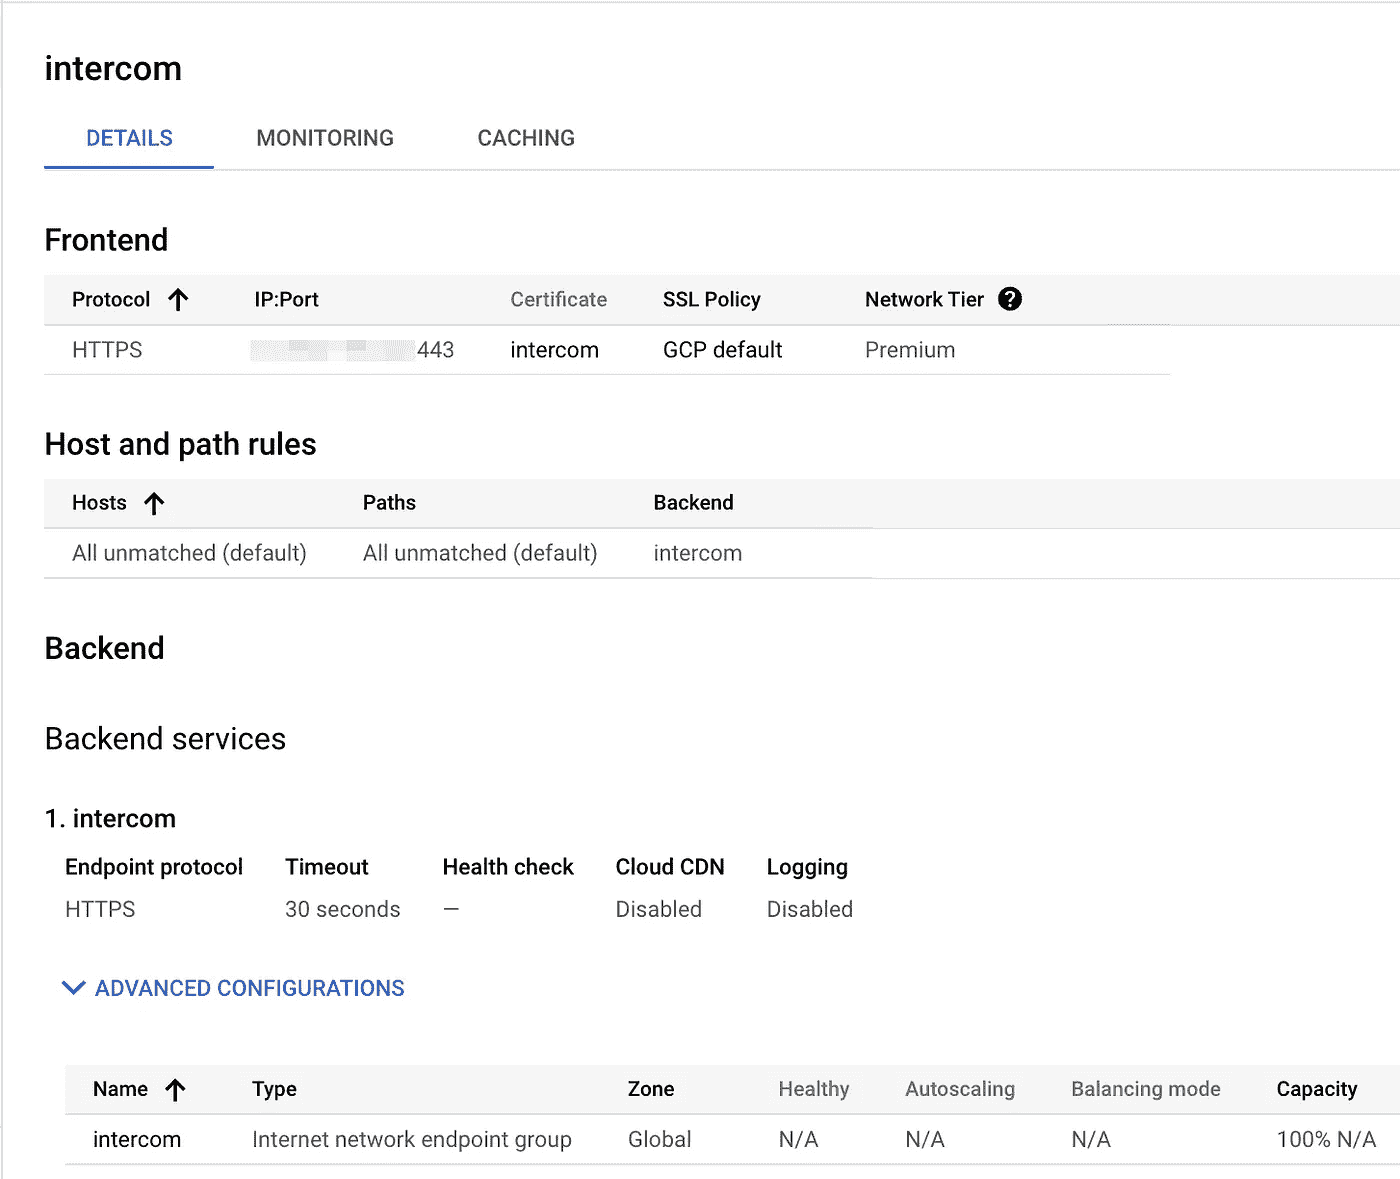 intercom
DETAILS MONITORING CACHING
Frontend
Protocol IP:Port Certificate SSL Policy Network Tier ?
HTTPS 443 intercom GCP default Premium
Host and path rules
Hosts Paths Backend
All unmatched (default) All unmatched (default) intercom
Backend
Backend services
1. intercom
Endpoint protocol Timeout Health check Cloud CDN Logging
HTTPS 30 seconds — Disabled Disabled
ADVANCED CONFIGURATIONS
Name Type Zone Healthy Autoscaling Balancing mode Capacity
intercom Internet network endpoint group Global N/A N/A N/A 100% N/A